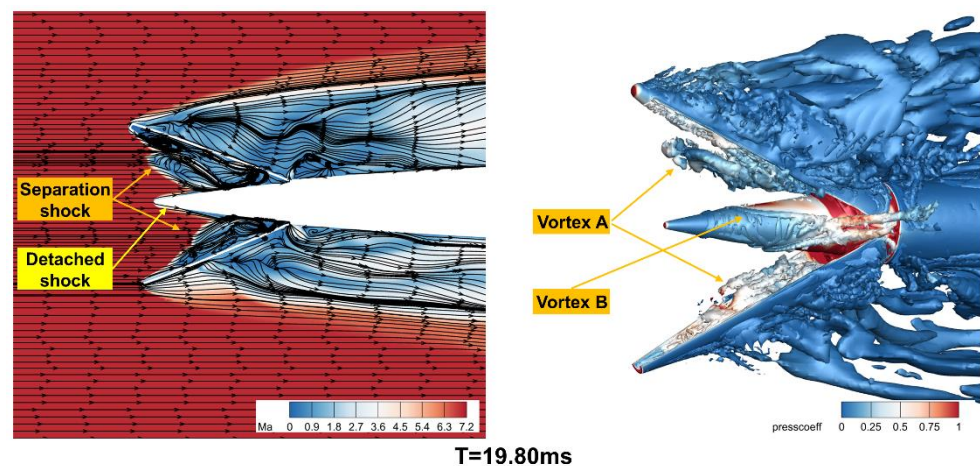 Separation
shock
Detached
shock
Ma 0 0.9 1.8 2.7 3.6 4.5 5.4 6.3 7.2
Vortex A
Vortex B
presscoeff 0 0.25 0.5 0.75 1
T=19.80ms